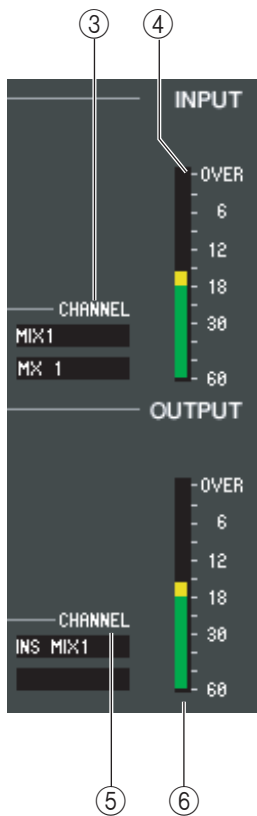 ③ ④
INPUT
OVER
6
12
18
30
60
CHANNEL
MIX1
MX 1
OUTPUT
OVER
6
12
18
30
60
CHANNEL
INS MIX1
⑤ ⑥